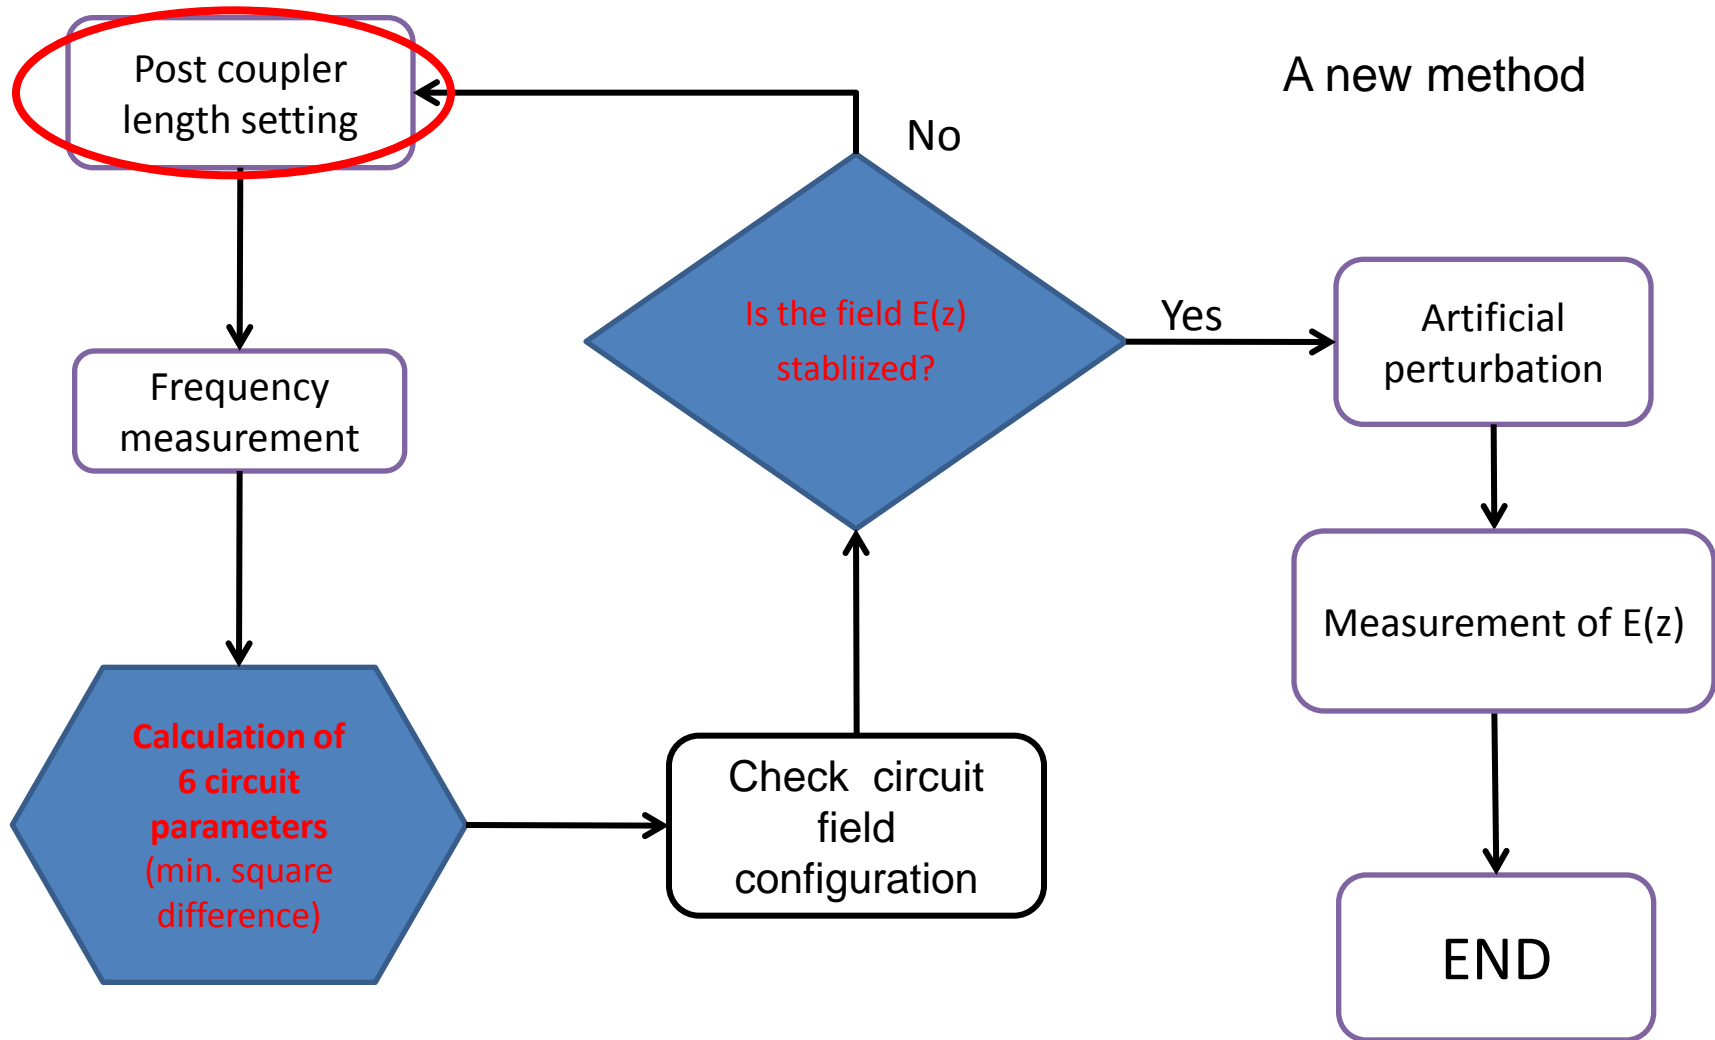 Post coupler
length setting
A new method
No
Is the field E(z)
stabliized?
Yes
Artificial
perturbation
Frequency
measurement
Measurement of E(z)
Calculation of
6 circuit
parameters
(min. square
difference)
Check circuit
field
configuration
END